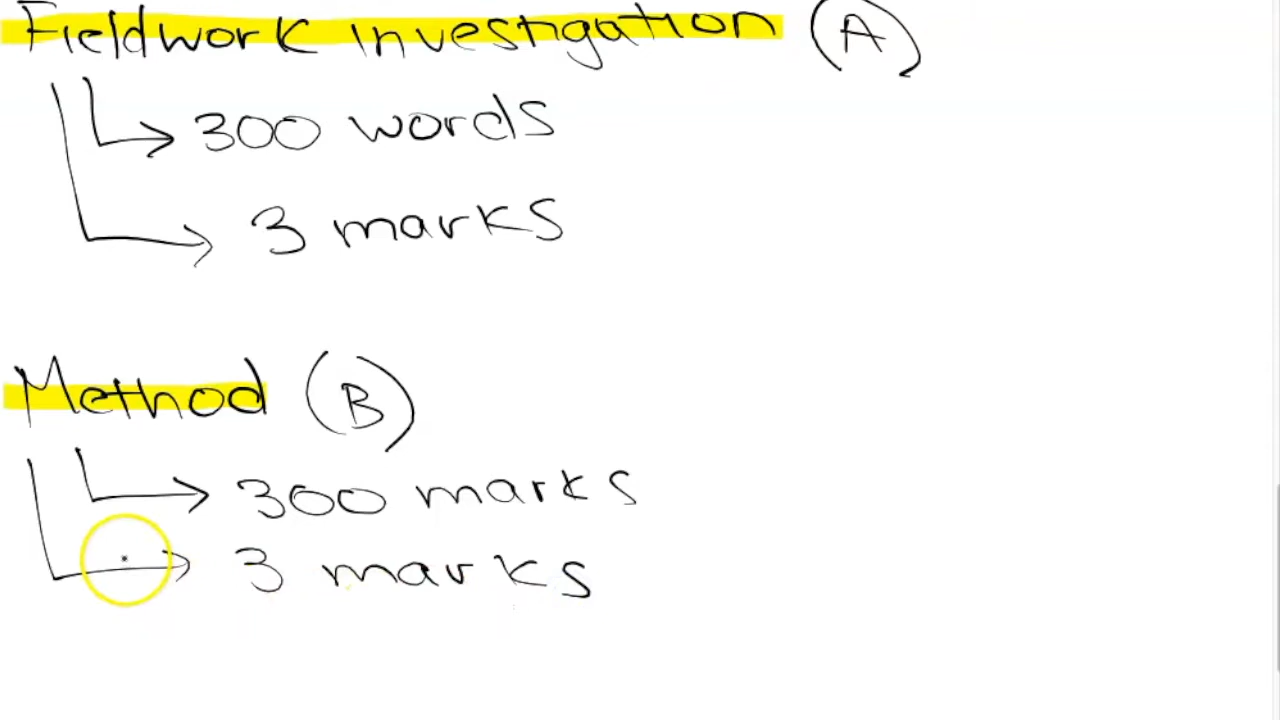 Fieldwork investigation (A)
300 words
3 marks
Method (B)
300 marks
3 marks